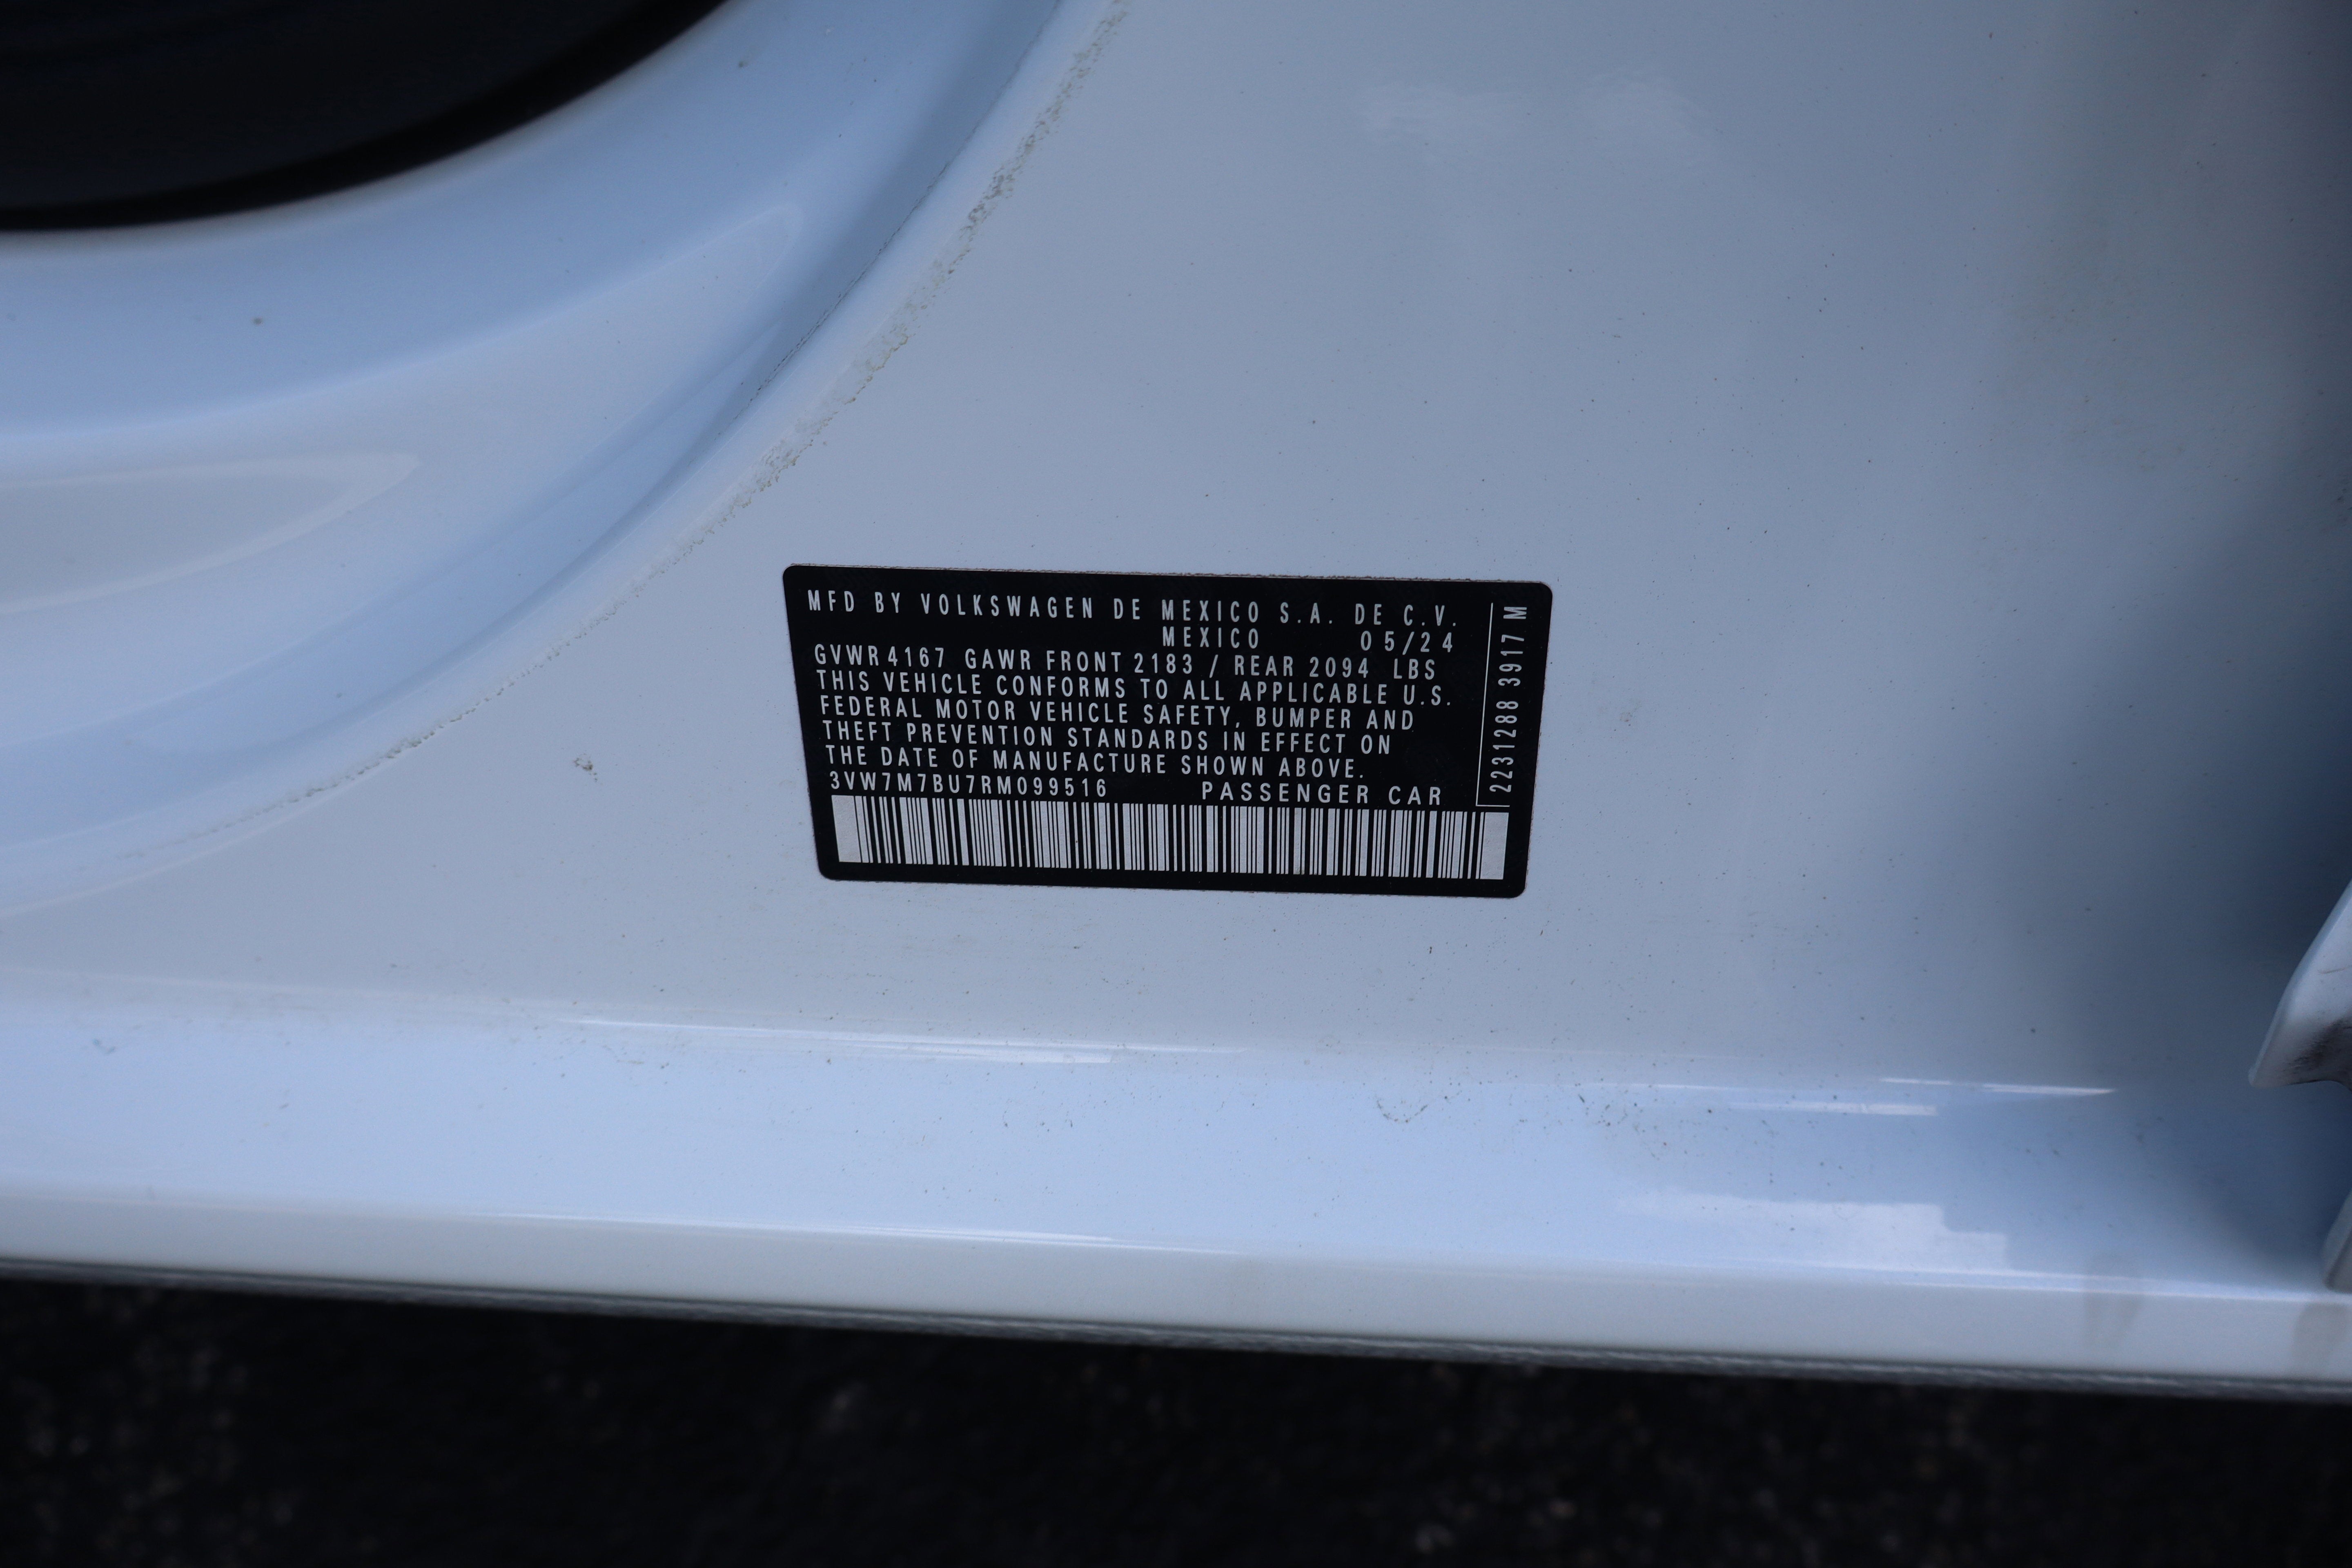 MFD BY VOLKSWAGEN DE MEXICO S.A. DE C.V.
MEXICO 05/24
GVWR 4167 GAWR FRONT 2183 / REAR 2094 LBS
THIS VEHICLE CONFORMS TO ALL APPLICABLE U.S.
FEDERAL MOTOR VEHICLE SAFETY, BUMPER AND
THEFT PREVENTION STANDARDS IN EFFECT ON
THE DATE OF MANUFACTURE SHOWN ABOVE.
3VW7M7BU7RM099516 PASSENGER CAR
2231288 3917 M